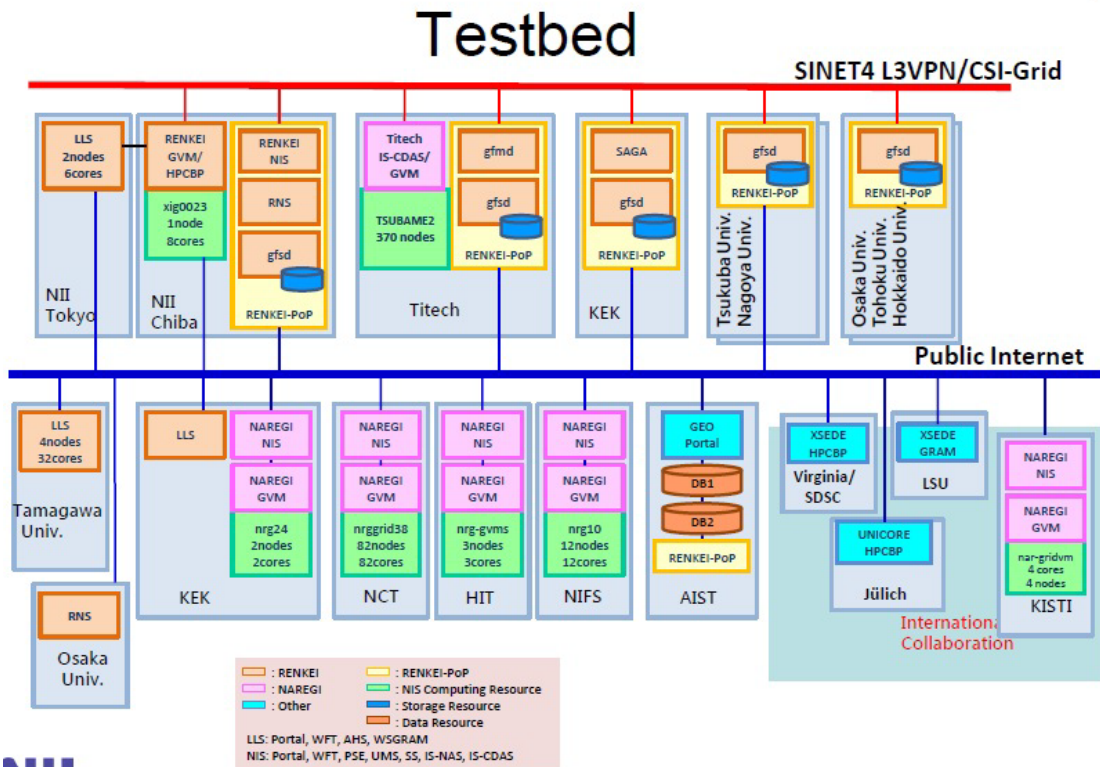 Testbed
SINET4 L3VPN/CSI-Grid
LLS
2nodes
6cores
NII
Tokyo
RENKEI
GVM/
HPCBP
xig0023
1node
8cores
NII
Chiba
RENKEI
NIS
RNS
gfsd
RENKEI-PoP
Titech
IS-CDAS/
GVM
TSUBAME2
370 nodes
gfmd
gfsd
RENKEI-PoP
Titech
SAGA
gfsd
RENKEI-PoP
KEK
gfsd
RENKEI-PoP
Tsukuba Univ.
Nagoya Univ.
gfsd
RENKEI-PoP
Osaka Univ.
Tohoku Univ.
Hokkaido Univ.
Public Internet
LLS
4nodes
32cores
Tamagawa
Univ.
RNS
Osaka
Univ.
LLS
NAREGI
NIS
NAREGI
GVM
nrg24
2nodes
2cores
KEK
NAREGI
NIS
NAREGI
GVM
nrggrid38
82nodes
82cores
NCT
NAREGI
NIS
NAREGI
GVM
nrg-gvms
3nodes
3cores
HIT
NAREGI
NIS
NAREGI
GVM
nrg10
12nodes
12cores
NIFS
GEO
Portal
DB1
DB2
RENKEI-PoP
AIST
XSEDE
HPCBP
Virginia/
SDSC
XSEDE
GRAM
LSU
UNICORE
HPCBP
Jülich
NAREGI
NIS
NAREGI
GVM
nar-gridvm
4 cores
4 nodes
KISTI
Internationa
Collaboration
: RENKEI
: NAREGI
: Other
: RENKEI-PoP
: NIS Computing Resource
: Storage Resource
: Data Resource
LLS: Portal, WFT, AHS, WSGRAM
NIS: Portal, WFT, PSE, UMS, SS, IS-NAS, IS-CDAS